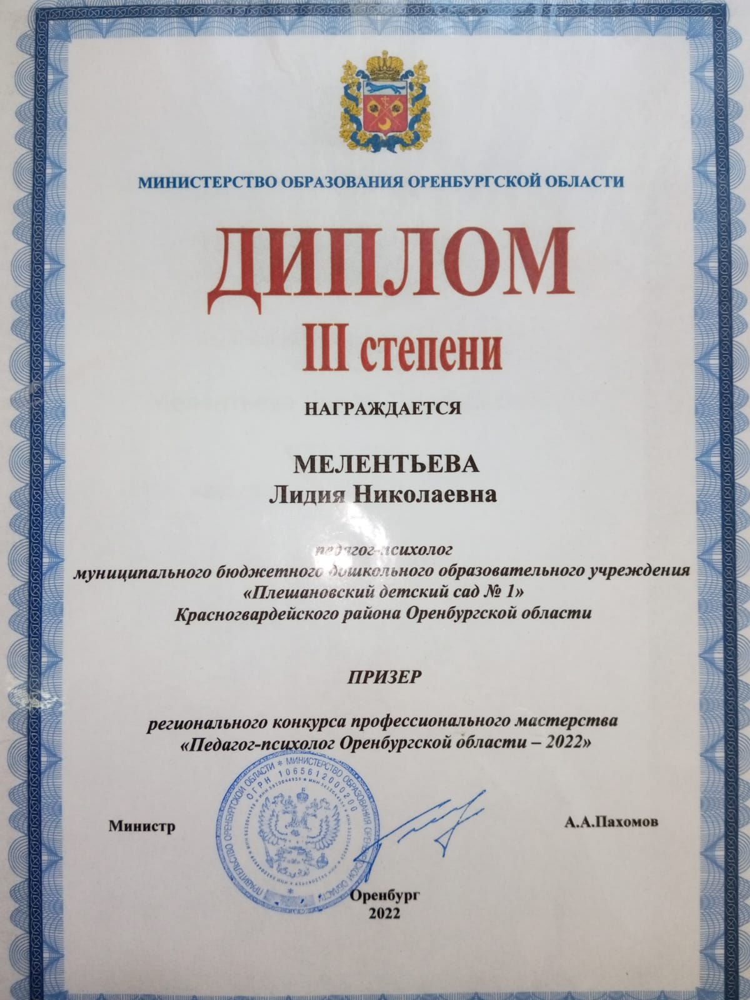 МИНИСТЕРСТВО ОБРАЗОВАНИЯ ОРЕНБУРГСКОЙ ОБЛАСТИ
ДИПЛОМ
III степени
НАГРАЖДАЕТСЯ
МЕЛЕНТЬЕВА
Лидия Николаевна
педагог-психолог
муниципального бюджетного дошкольного образовательного учреждения
«Плешановский детский сад № 1»
Красногвардейского района Оренбургской области
ПРИЗЕР
регионального конкурса профессионального мастерства
«Педагог-психолог Оренбургской области – 2022»
ПРАВИТЕЛЬСТВО ОРЕНБУРГСКОЙ ОБЛАСТИ * МИНИСТЕРСТВО ОБРАЗОВАНИЯ ОРЕНБУРГСКОЙ ОБЛАСТИ
ОГРН 1065612000200
Министр
А.А.Пахомов
Оренбург
2022